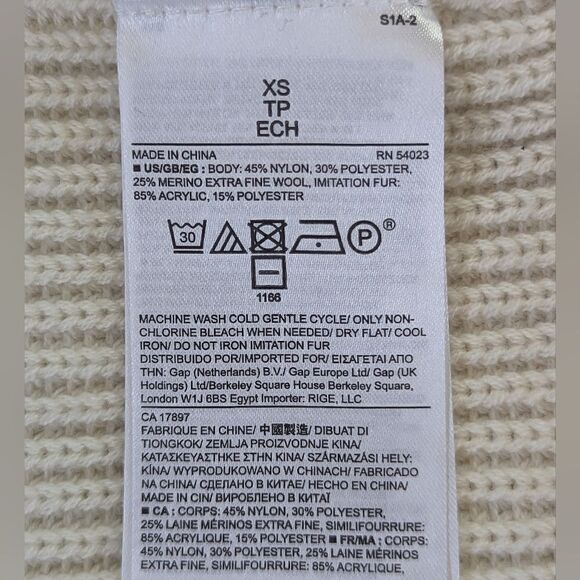 S1A-2
XS
TP
ECH
MADE IN CHINA RN 54023
■ US/GB/EG : BODY: 45% NYLON, 30% POLYESTER,
25% MERINO EXTRA FINE WOOL, IMITATION FUR:
85% ACRYLIC, 15% POLYESTER
30 P ®
1166
MACHINE WASH COLD GENTLE CYCLE/ ONLY NON-
CHLORINE BLEACH WHEN NEEDED/ DRY FLAT/ COOL
IRON/ DO NOT IRON IMITATION FUR
DISTRIBUIDO POR/IMPORTED FOR/ ΕΙΣΑΓΕΤΑΙ ΑΠΟ
ΤΗΝ: Gap (Netherlands) B.V./ Gap Europe Ltd/ Gap (UK
Holdings) Ltd/Berkeley Square House Berkeley Square,
London W1J 6BS Egypt Importer: RIGE, LLC
CA 17897
FABRIQUE EN CHINE/ 中國製造/ DIBUAT DI
TIONGKOK/ ZEMLJA PROIZVODNJE KINA/
ΚΑΤΑΣΚΕΥΑΣΤΗΚΕ ΣΤΗΝ ΚΙΝΑ/ SZÁRMAZÁSI HELY:
KÍNA/ WYPRODUKOWANO W CHINACH/ FABRICADO
NA CHINA/ СДЕЛАНО В КИТАЕ/ HECHO EN CHINA/
MADE IN CIN/ ВИРОБЛЕНО В КИТАЇ
■ CA : CORPS: 45% NYLON, 30% POLYESTER,
25% LAINE MÉRINOS EXTRA FINE, SIMILIFOURRURE:
85% ACRYLIQUE, 15% POLYESTER ■ FR/MA : CORPS:
45% NYLON, 30% POLYESTER, 25% LAINE MÉRINOS
EXTRA FINE, SIMILIFOURRURE: 85% ACRYLIQUE,